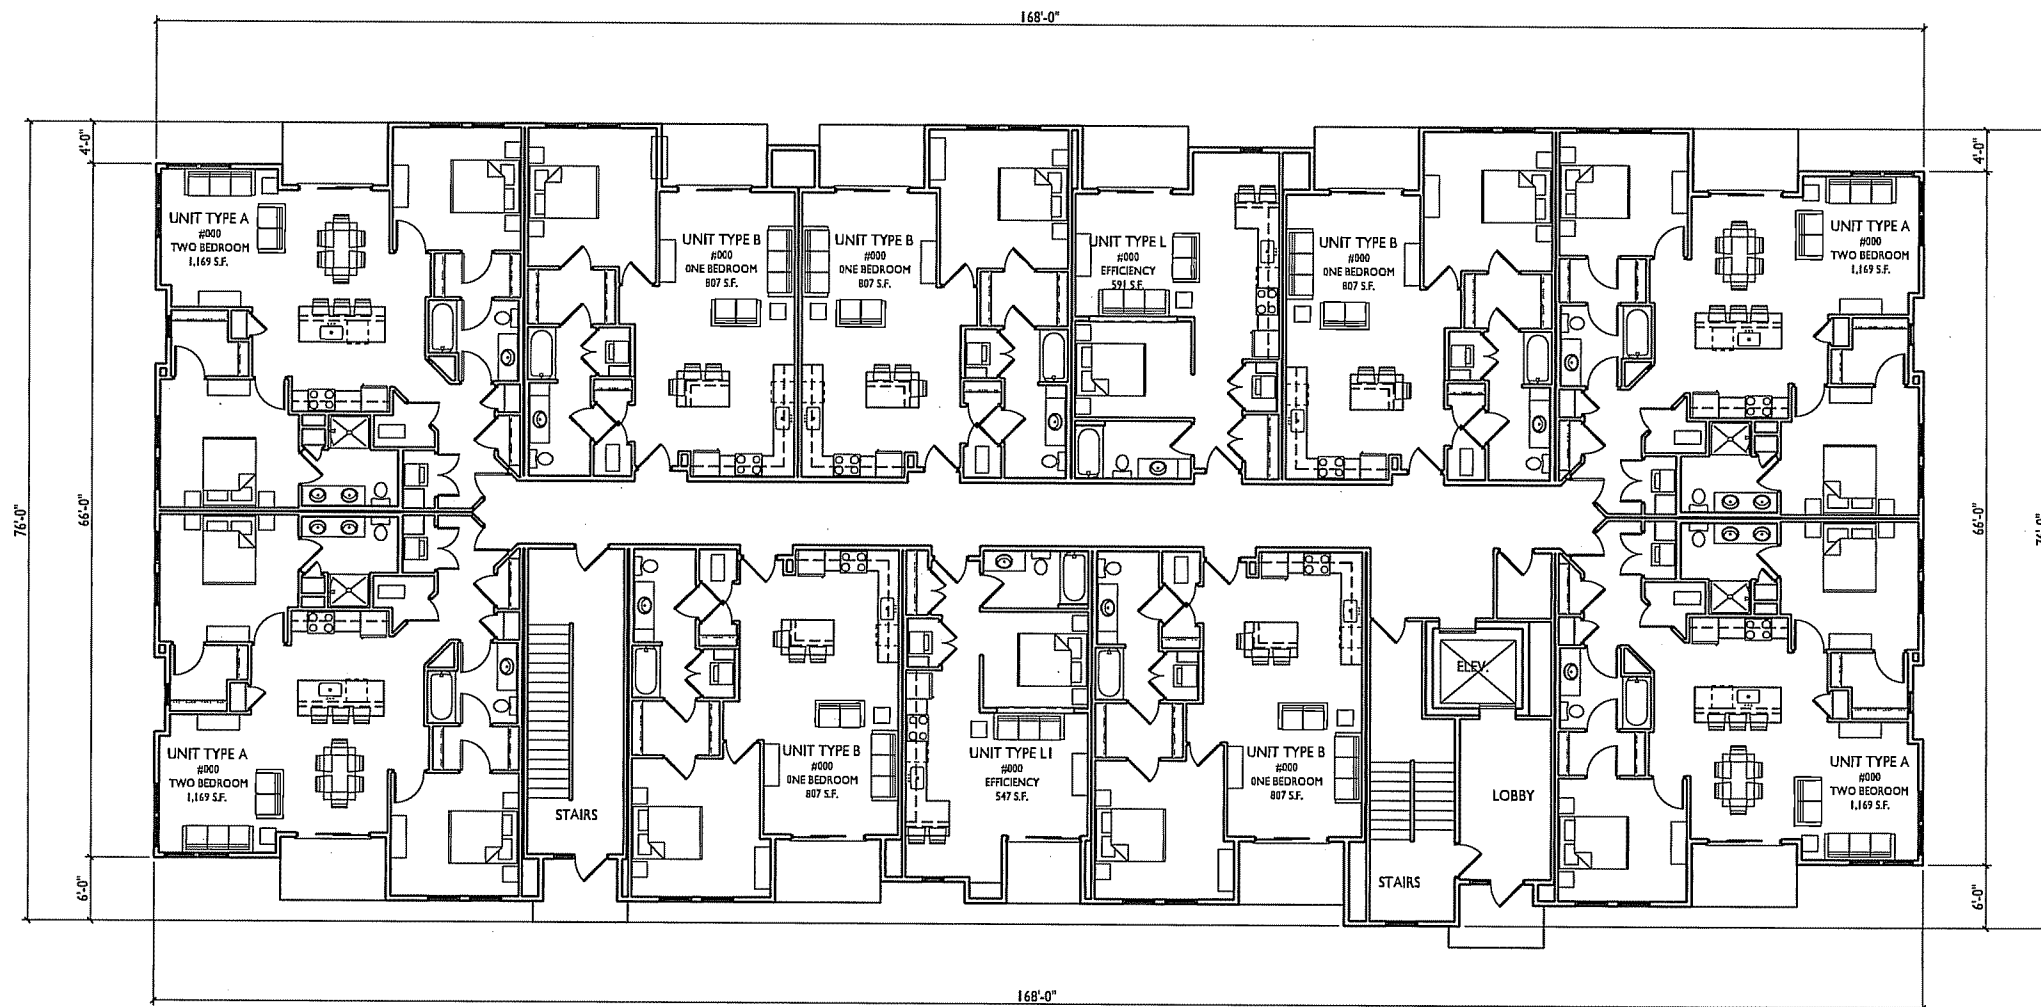 168'-0"
4'-0"
4'-0"
UNIT TYPE A
#000
TWO BEDROOM
1,169 S.F.
UNIT TYPE B
#000
ONE BEDROOM
807 S.F.
UNIT TYPE B
#000
ONE BEDROOM
807 S.F.
UNIT TYPE L
#000
EFFICIENCY
591 S.F.
UNIT TYPE B
#000
ONE BEDROOM
807 S.F.
UNIT TYPE A
#000
TWO BEDROOM
1,169 S.F.
76'-0"
66'-0"
66'-0"
76'-0"
ELEV.
UNIT TYPE A
#000
TWO BEDROOM
1,169 S.F.
STAIRS
UNIT TYPE B
#000
ONE BEDROOM
807 S.F.
UNIT TYPE L1
#000
EFFICIENCY
547 S.F.
UNIT TYPE B
#000
ONE BEDROOM
807 S.F.
LOBBY
UNIT TYPE A
#000
TWO BEDROOM
1,169 S.F.
STAIRS
6'-0"
6'-0"
168'-0"